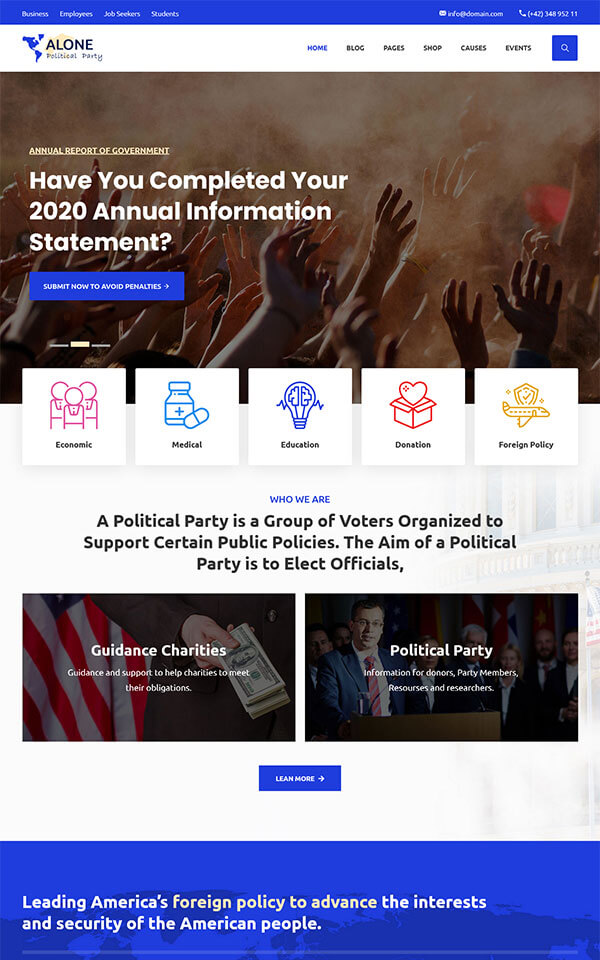 Business Employees Job Seekers Students info@domain.com (+42) 348 952 11
ALONE
Political Party
HOME BLOG PAGES SHOP CAUSES EVENTS
ANNUAL REPORT OF GOVERNMENT
Have You Completed Your
2020 Annual Information
Statement?
SUBMIT NOW TO AVOID PENALTIES
Economic Medical Education Donation Foreign Policy
WHO WE ARE
A Political Party is a Group of Voters Organized to
Support Certain Public Policies. The Aim of a Political
Party is to Elect Officials,
Guidance Charities
Guidance and support to help charities to meet
their obligations.
Political Party
Information for donors, Party Members,
Resourses and researchers.
LEAN MORE
Leading America's foreign policy to advance the interests
and security of the American people.